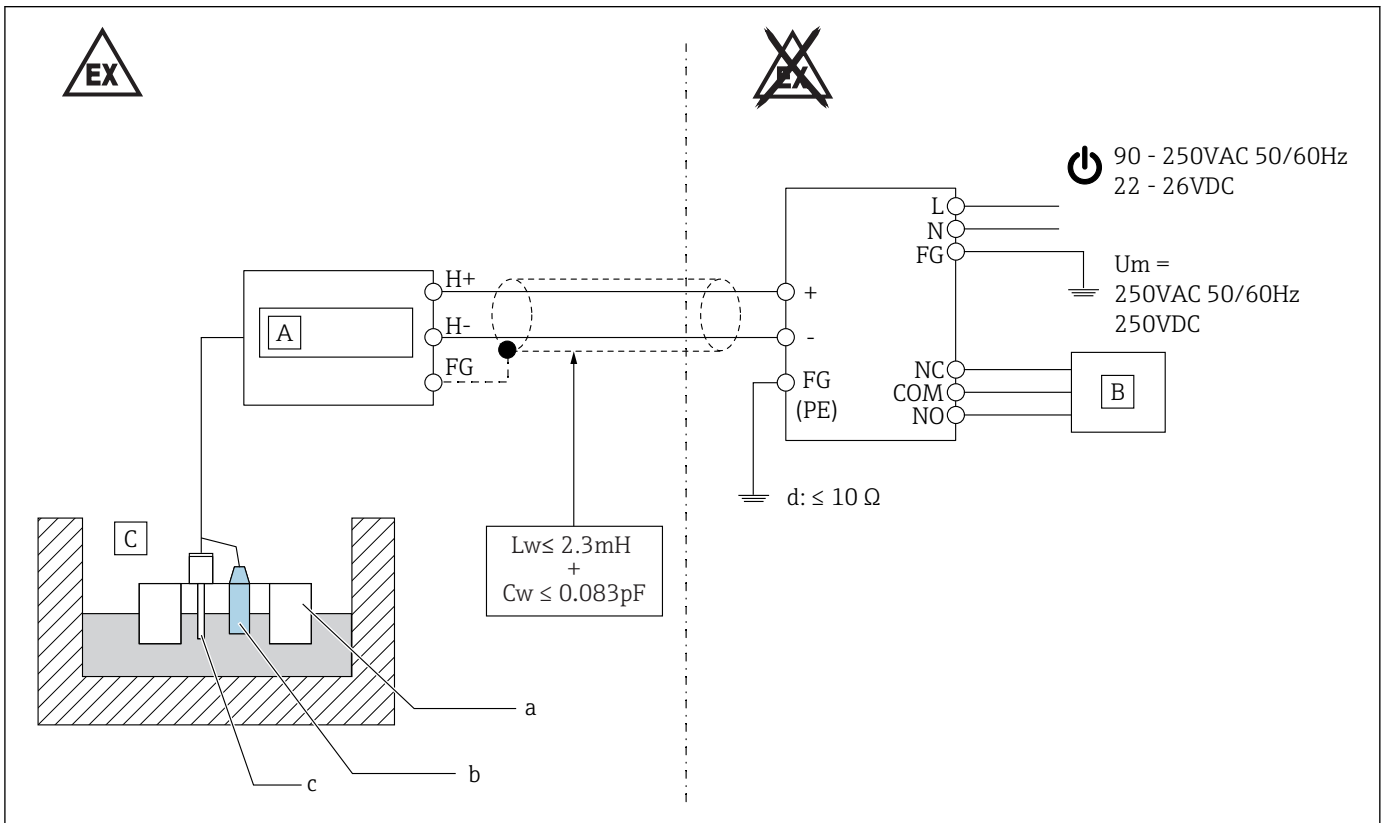 EX
EX
90 - 250VAC 50/60Hz
22 - 26VDC
L
N
FG
Um =
250VAC 50/60Hz
250VDC
H+
H-
FG
A
+
-
FG
(PE)
NC
COM
NO
B
d: ≤ 10 Ω
C
Lw≤ 2.3mH
+
Cw ≤ 0.083pF
a
b
c